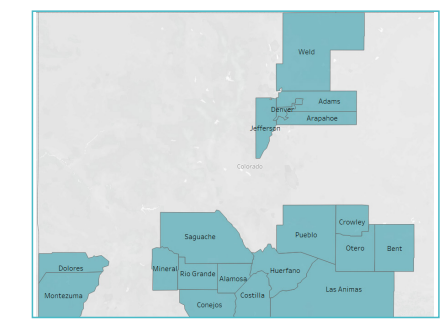 Weld
Adams
Denver
Arapahoe
Jefferson
Colorado
Crowley
Pueblo
Saguache
Otero
Bent
Dolores
Mineral
Rio Grande
Huerfano
Alamosa
Las Animas
Montezuma
Costilla
Conejos